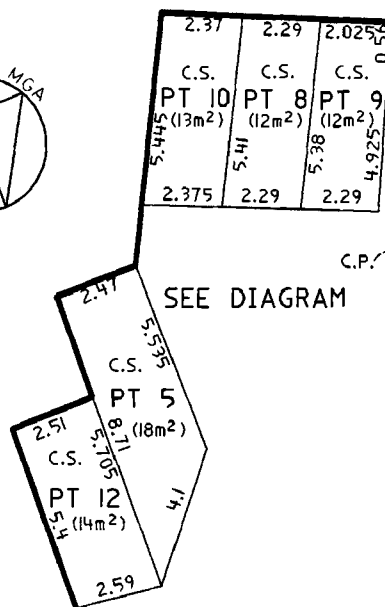 MGA
2.37 2.29 2.025 0.5
C.S. C.S. C.S.
PT 10 PT 8 PT 9
(13m²) (12m²) (12m²)
5.445 5.41 5.38 4.925
2.375 2.29 2.29
C.P.
2.47 SEE DIAGRAM
5.535
C.S.
PT 5
(18m²)
2.51
8.71
5.705
C.S.
PT 12
(14m²)
5.4
4.1
2.59